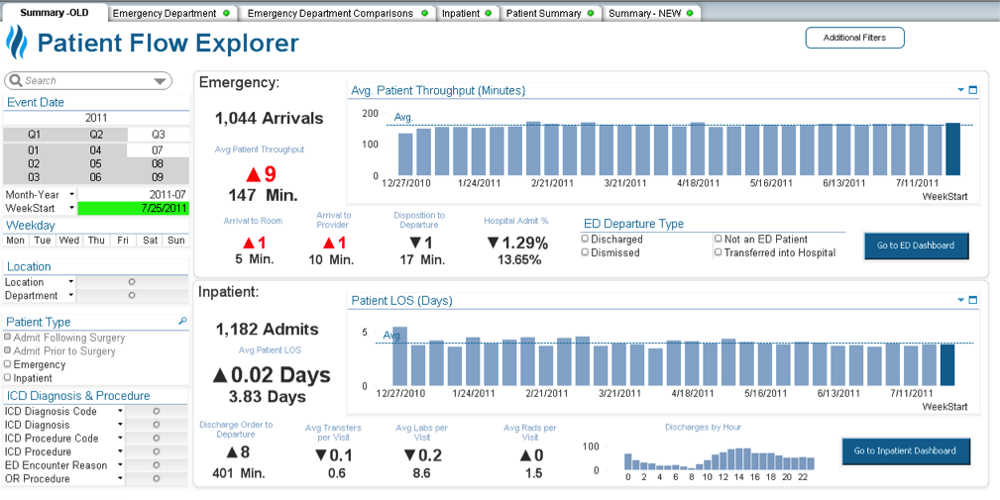 Summary -OLD
Emergency Department
Emergency Department Comparisons
Inpatient
Patient Summary
Summary - NEW
Patient Flow Explorer
Additional Filters
Search
Event Date
2011
Q1 Q2 Q3
01 04 07
02 05 08
03 06 09
Month-Year 2011-07
WeekStart 7/25/2011
Weekday
Mon Tue Wed Thu Fri Sat Sun
Location
Location
Department
Patient Type
Admit Following Surgery
Admit Prior to Surgery
Emergency
Inpatient
ICD Diagnosis & Procedure
ICD Diagnosis Code
ICD Diagnosis
ICD Procedure Code
ICD Procedure
ED Encounter Reason
OR Procedure
Emergency:
1,044 Arrivals
Avg Patient Throughput
▲9
147 Min.
Avg. Patient Throughput (Minutes)
200
100
0
Avg.
12/27/2010 1/24/2011 2/21/2011 3/21/2011 4/18/2011 5/16/2011 6/13/2011 7/11/2011
WeekStart
Arrival to Room
▲1
5 Min.
Arrival to
Provider
▲1
10 Min.
Disposition to
Departure
▼1
17 Min.
Hospital Admit %
▼1.29%
13.65%
ED Departure Type
Discharged
Dismissed
Not an ED Patient
Transferred into Hospital
Go to ED Dashboard
Inpatient:
1,182 Admits
Avg Patient LOS
▲0.02 Days
3.83 Days
Patient LOS (Days)
5
0
Avg.
12/27/2010 1/24/2011 2/21/2011 3/21/2011 4/18/2011 5/16/2011 6/13/2011 7/11/2011
WeekStart
Discharge Order to
Departure
▲8
401 Min.
Avg Transfers
per Visit
▼0.1
0.6
Avg Labs per
Visit
▼0.2
8.6
Avg Rads per
Visit
▲0
1.5
Discharges by Hour
100
0
0 2 4 6 8 10 12 14 16 18 20 22
Go to Inpatient Dashboard